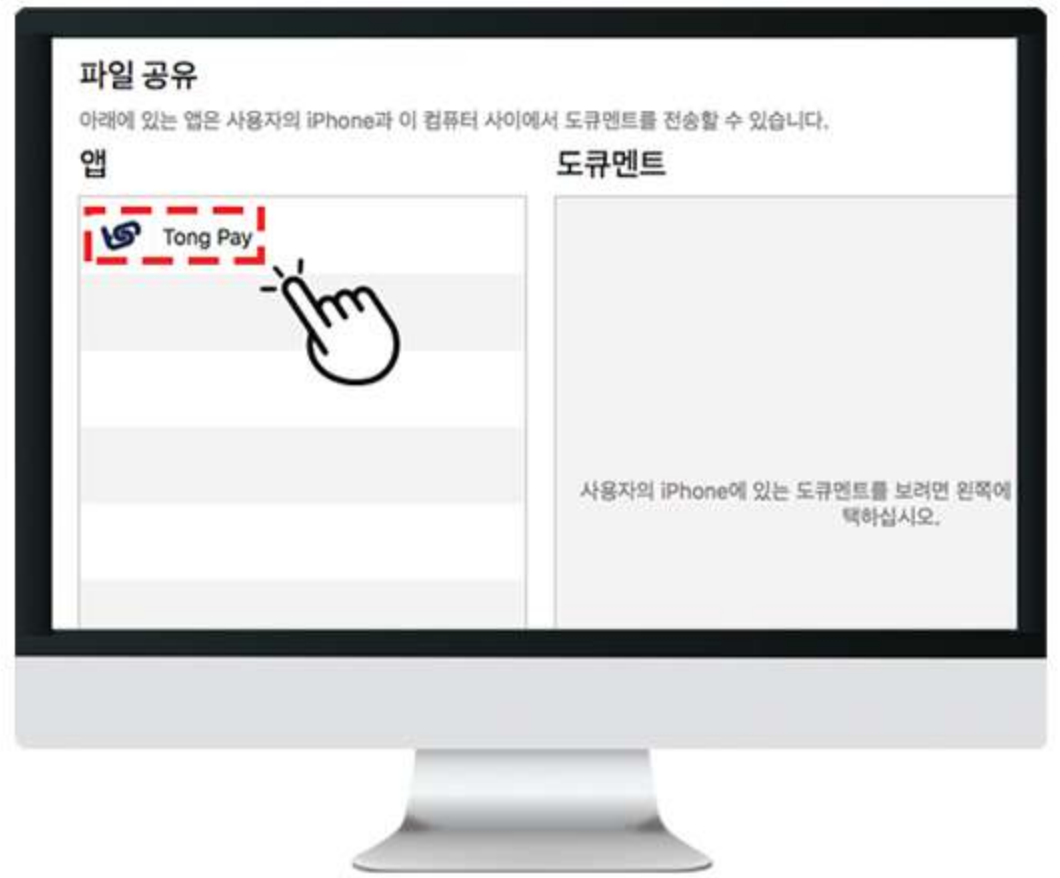 파일 공유
아래에 있는 앱은 사용자의 iPhone과 이 컴퓨터 사이에서 도큐멘트를 전송할 수 있습니다.
앱
도큐멘트
Tong Pay
사용자의 iPhone에 있는 도큐멘트를 보려면 왼쪽에
택하십시오.